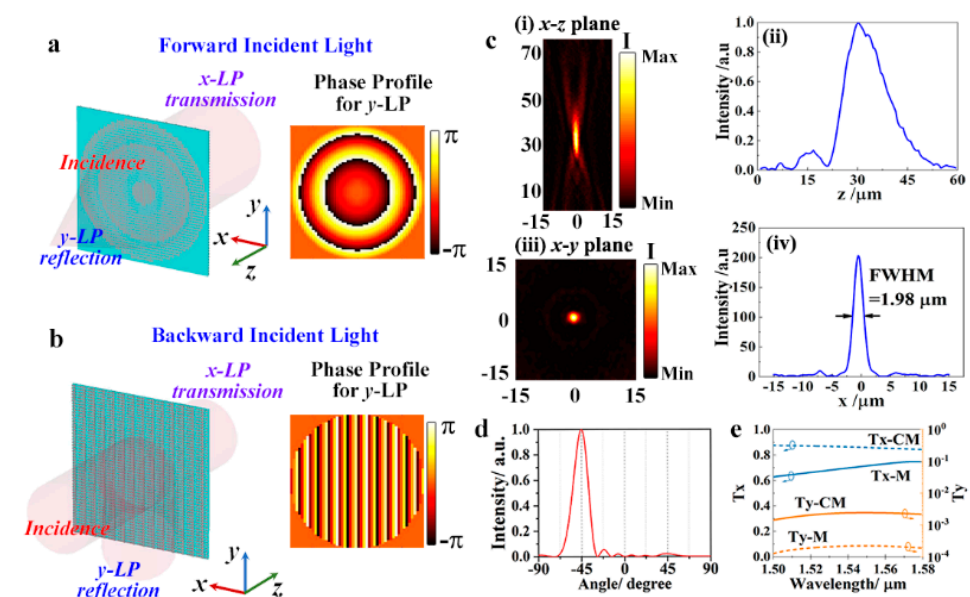 a
Forward Incident Light
x-LP
transmission
Incidence
y-LP
reflection
y
x
z
Phase Profile
for y-LP
π
-π
b
Backward Incident Light
x-LP
transmission
Incidence
y-LP
reflection
y
x
z
Phase Profile
for y-LP
π
-π
c
(i) x-z plane
70
50
30
10
-15 0 15
I
Max
Min
(ii)
Intensity /a.u
1.0
0.8
0.6
0.4
0.2
0.0
0 15 30 45 60
z /μm
(iii) x-y plane
15
0
-15
-15 0 15
I
Max
Min
(iv)
Intensity /a.u
250
200
150
100
50
0
FWHM
=1.98 μm
-15 -10 -5 0 5 10 15
x /μm
d
Intensity/ a.u.
1.0
0.8
0.6
0.4
0.2
0.0
-90 -45 0 45 90
Angle/ degree
e
Tx
1.0
0.8
0.6
0.4
0.2
0.0
Tx-CM
Tx-M
Ty-CM
Ty-M
10⁰
10⁻¹
10⁻²
10⁻³
10⁻⁴
Ty
1.50 1.52 1.54 1.56 1.58
Wavelength/ μm